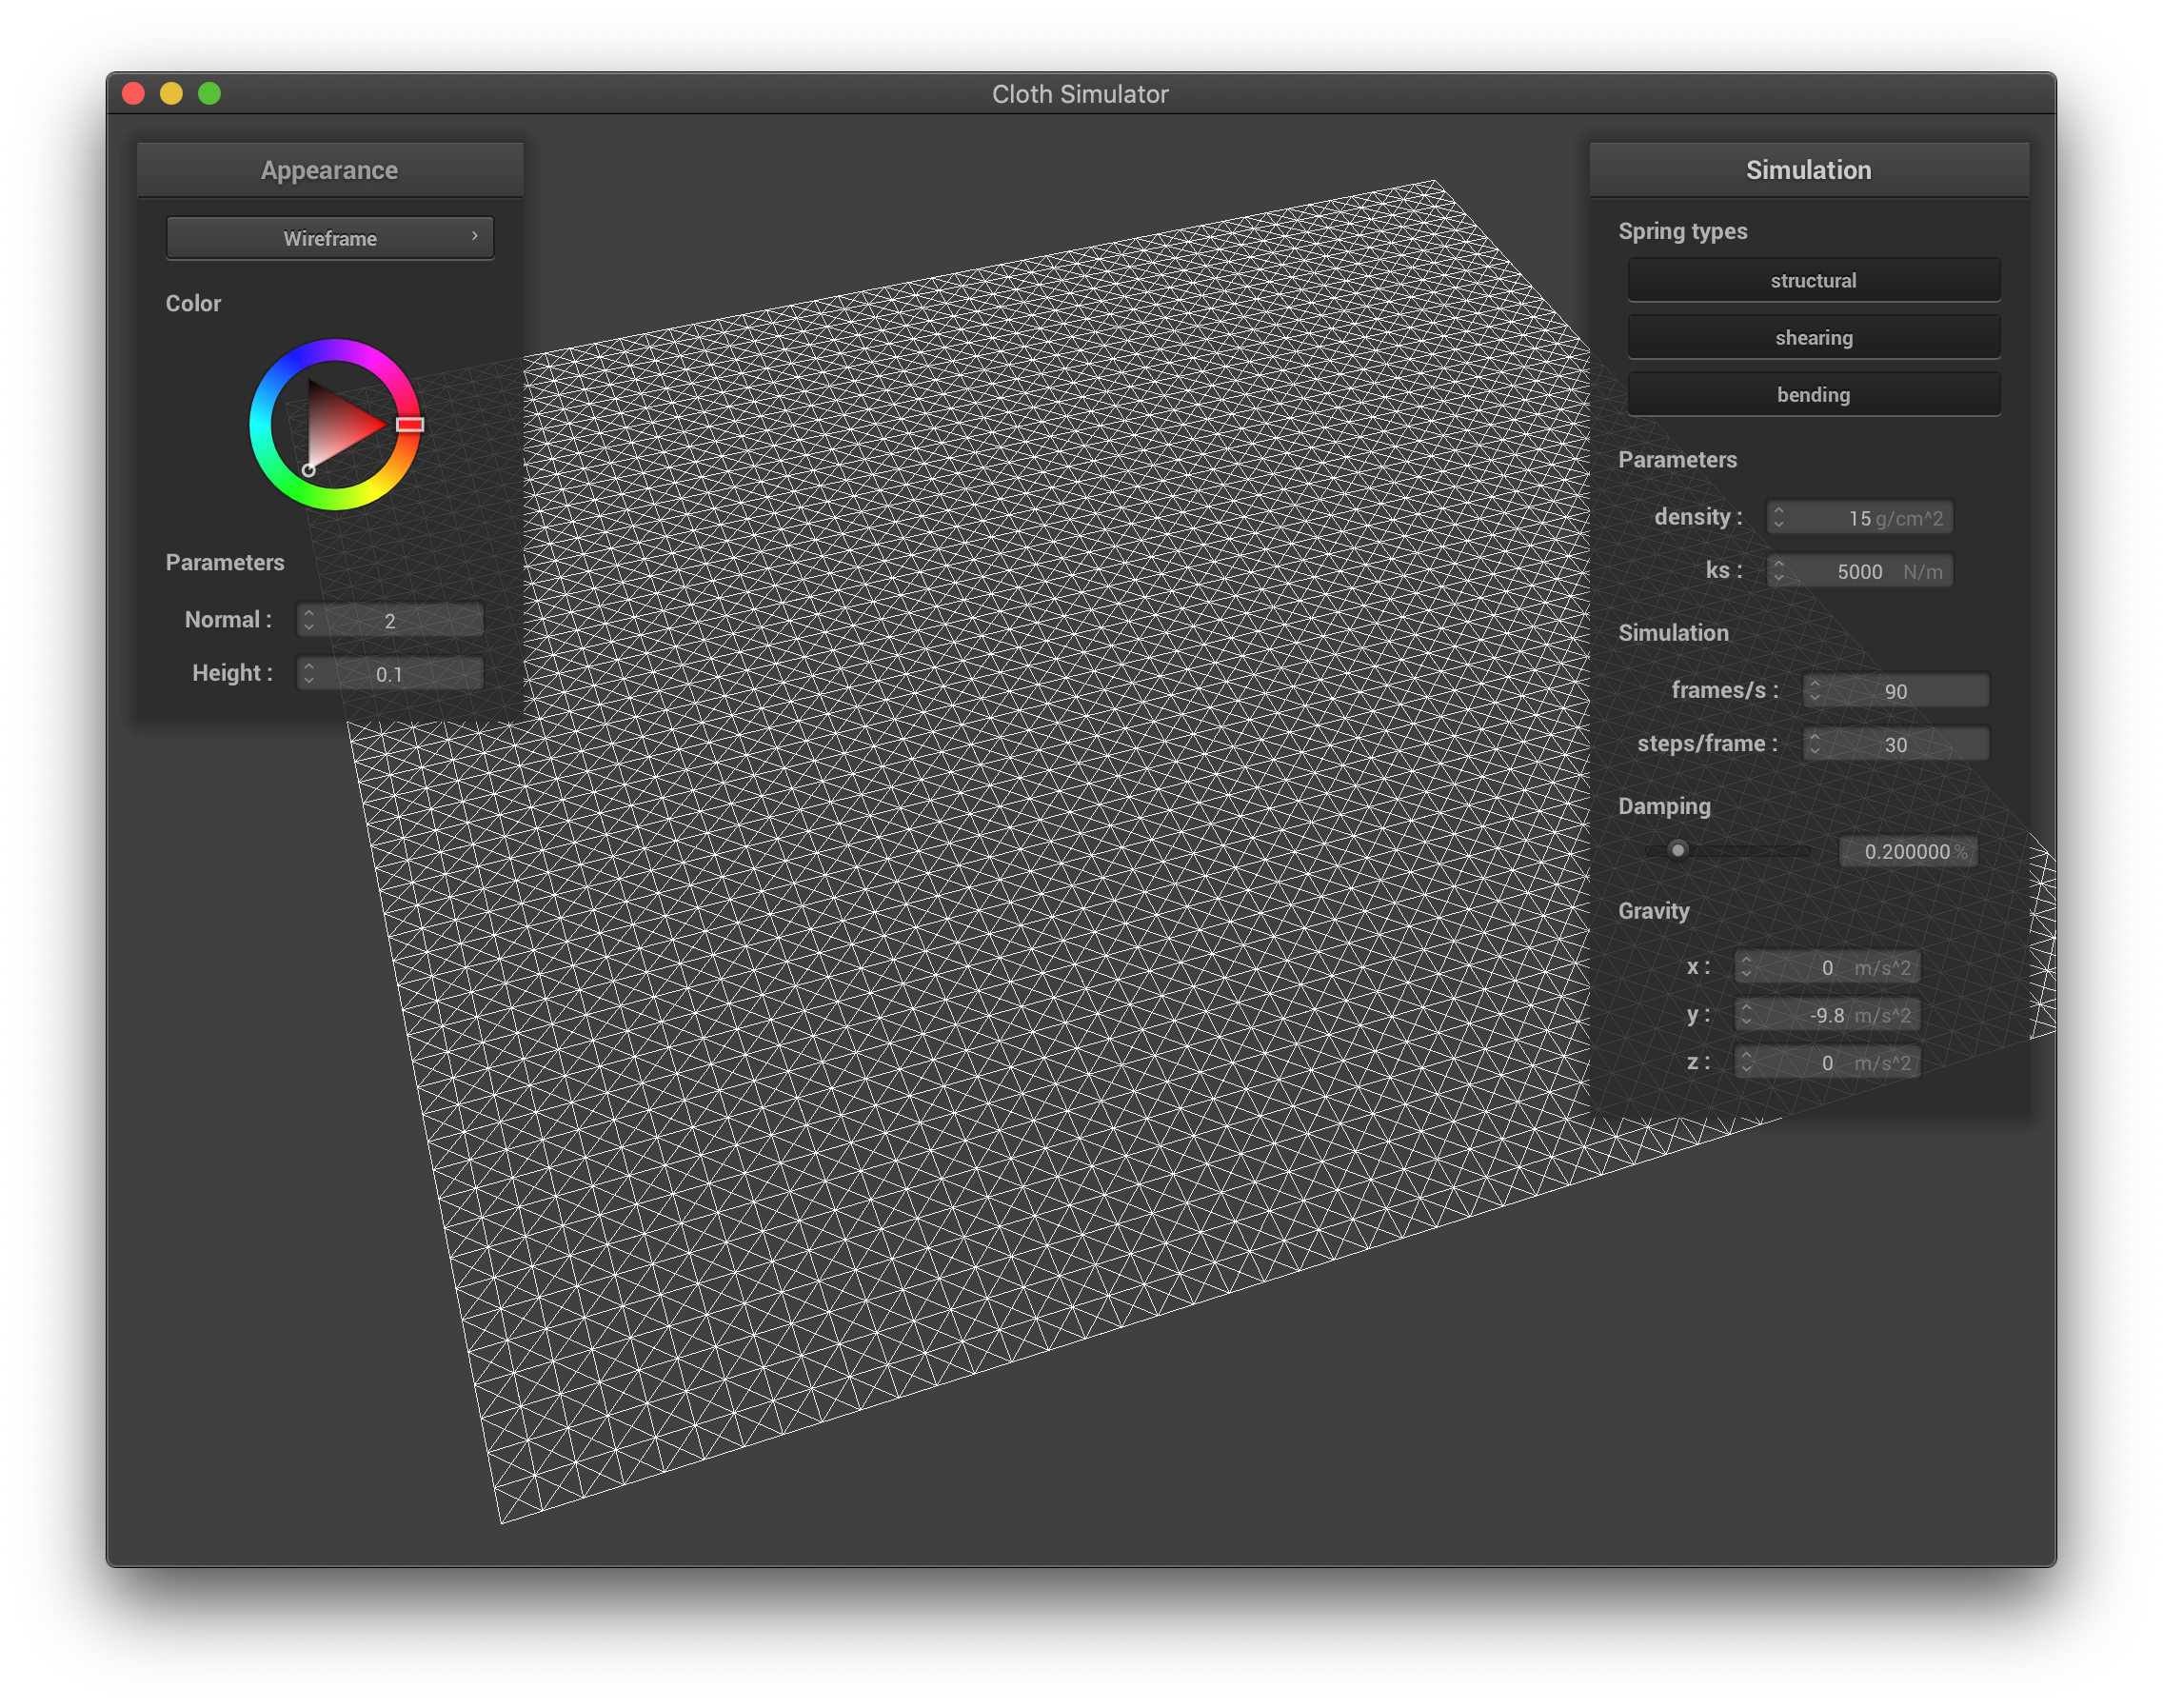 Cloth Simulator
Appearance
Wireframe
Color
Parameters
Normal : 2
Height : 0.1
Simulation
Spring types
structural
shearing
bending
Parameters
density : 15 g/cm^2
ks : 5000 N/m
Simulation
frames/s : 90
steps/frame : 30
Damping
0.200000 %
Gravity
x : 0 m/s^2
y : -9.8 m/s^2
z : 0 m/s^2